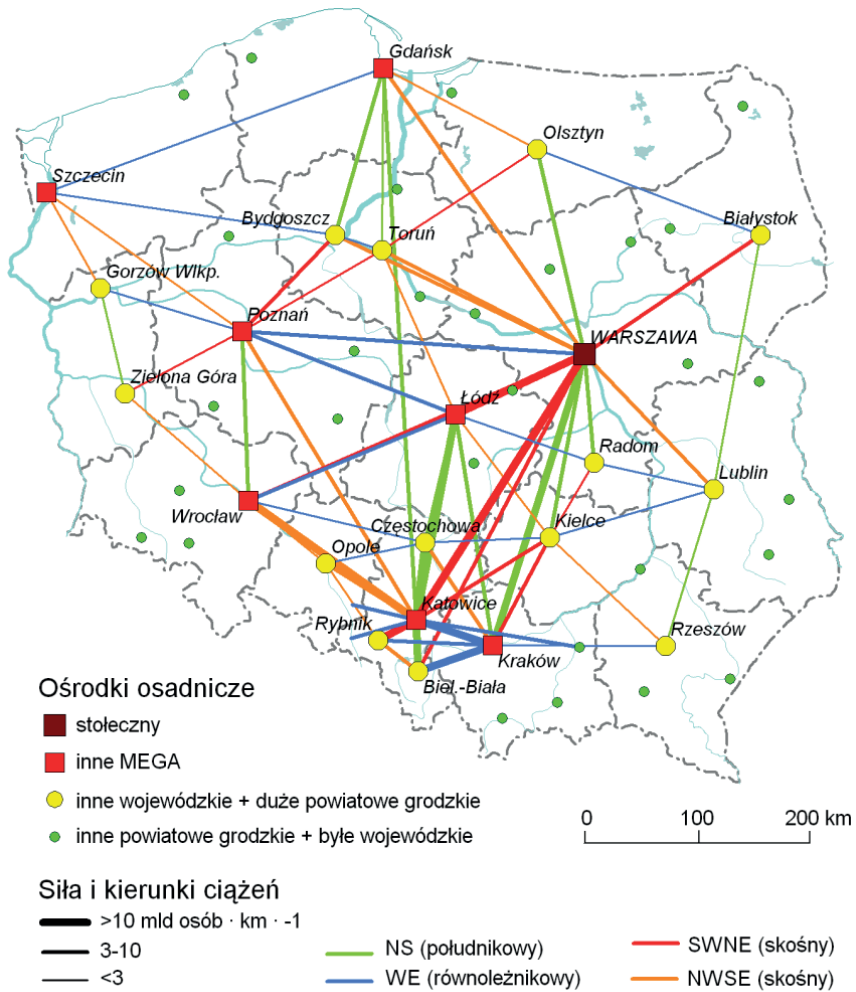 Gdańsk
Olsztyn
Szczecin
Bydgoszcz
Toruń
Białystok
Gorzów Wlkp.
Poznań
WARSZAWA
Zielona Góra
Łódź
Radom
Lublin
Wrocław
Częstochowa
Kielce
Opole
Katowice
Rybnik
Kraków
Rzeszów
Biel.-Biała
Ośrodki osadnicze
stołeczny
inne MEGA
inne wojewódzkie + duże powiatowe grodzkie
inne powiatowe grodzkie + byłe wojewódzkie
0 100 200 km
Siła i kierunki ciążeń
>10 mld osób · km · -1
3-10
<3
NS (południkowy)
WE (równoleżnikowy)
SWNE (skośny)
NWSE (skośny)